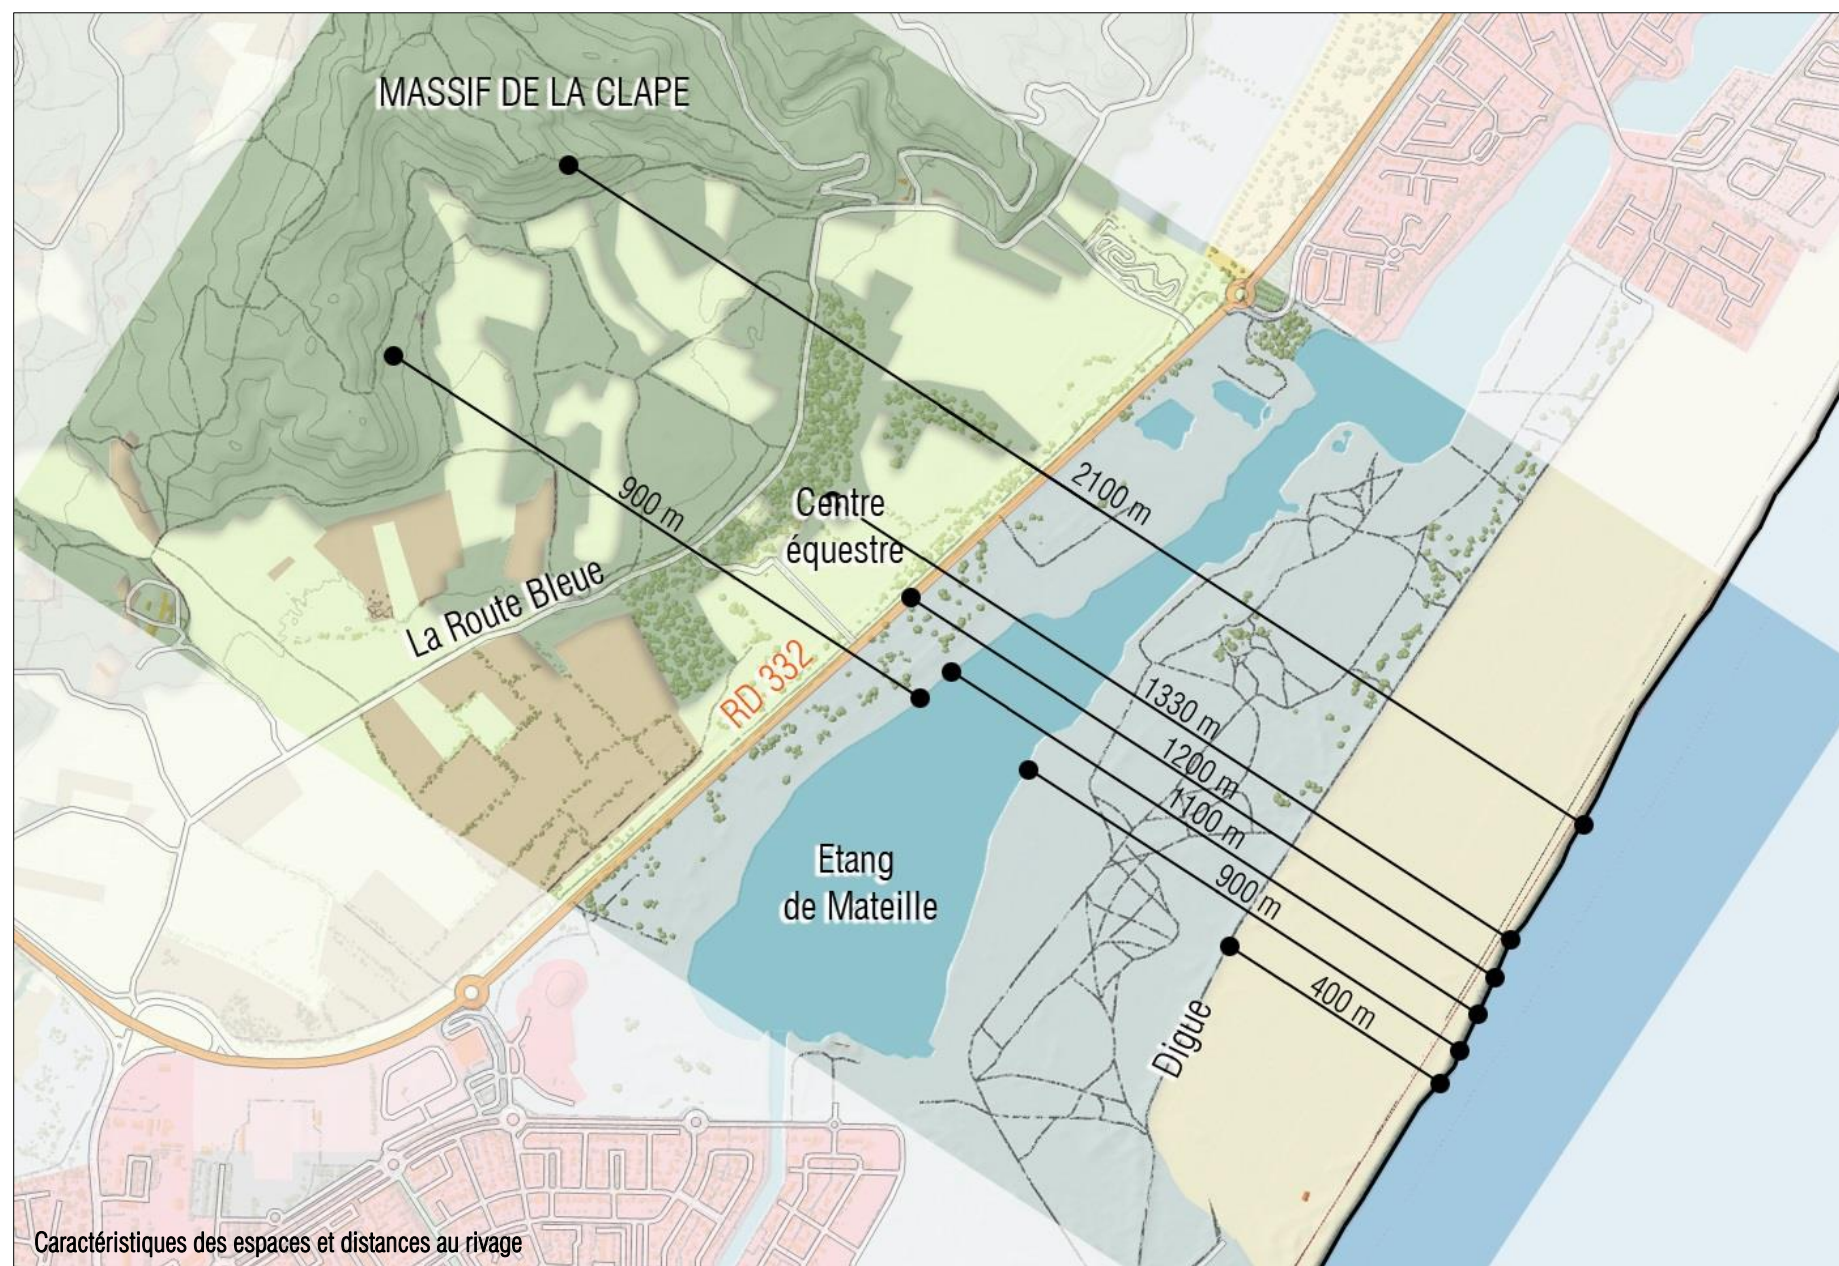 MASSIF DE LA CLAPE
2100 m
900 m
Centre
équestre
La Route Bleue
RD 332
1330 m
1200 m
1100 m
Etang
de Mateille
900 m
400 m
Digue
Caractéristiques des espaces et distances au rivage